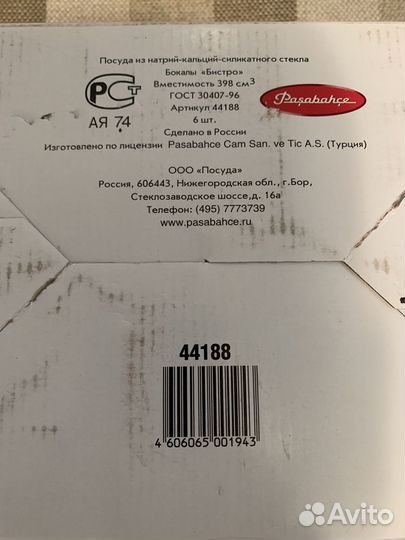 Посуда из натрий-кальций-силикатного стекла
Бокалы «Бистро»
Вместимость 398 см³
ГОСТ 30407-96
Артикул 44188
6 шт.
РСТ
АЯ 74
Paşabahçe
Сделано в России
Изготовлено по лицензии Pasabahce Cam San. ve Tic A.S. (Турция)
ООО «Посуда»
Россия, 606443, Нижегородская обл., г.Бор,
Стеклозаводское шоссе, д. 16а
Телефон: (495) 7773739
www.pasabahce.ru
44188
4 606065 001943
Avito